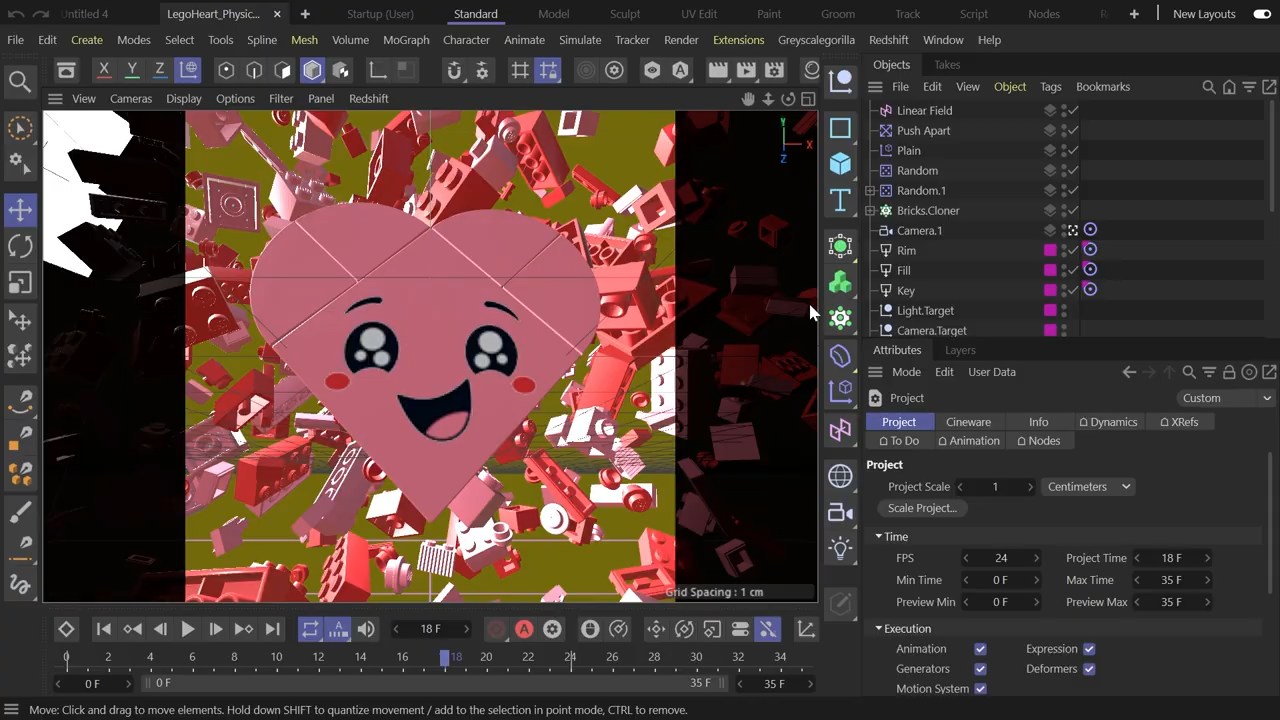 Untitled 4 LegoHeart_Physic... Startup (User) Standard Model Sculpt UV Edit Paint Groom Track Script Nodes New Layouts
File Edit Create Modes Select Tools Spline Mesh Volume MoGraph Character Animate Simulate Tracker Render Extensions Greyscalegorilla Redshift Window Help
X Y Z
View Cameras Display Options Filter Panel Redshift
Y
X
Z
Grid Spacing : 1 cm
Objects Takes
File Edit View Object Tags Bookmarks
Linear Field
Push Apart
Plain
Random
Random.1
Bricks.Cloner
Camera.1
Rim
Fill
Key
Light.Target
Camera.Target
Attributes Layers
Mode Edit User Data
Project Custom
Project Cineware Info Dynamics XRefs
To Do Animation Nodes
Project
Project Scale 1 Centimeters
Scale Project...
Time
FPS 24 Project Time 18 F
Min Time 0 F Max Time 35 F
Preview Min 0 F Preview Max 35 F
Execution
Animation Expression
Generators Deformers
Motion System
18 F
0 2 4 6 8 10 12 14 16 18 20 22 24 26 28 30 32 34
0 F 0 F 35 F 35 F
Move: Click and drag to move elements. Hold down SHIFT to quantize movement / add to the selection in point mode, CTRL to remove.